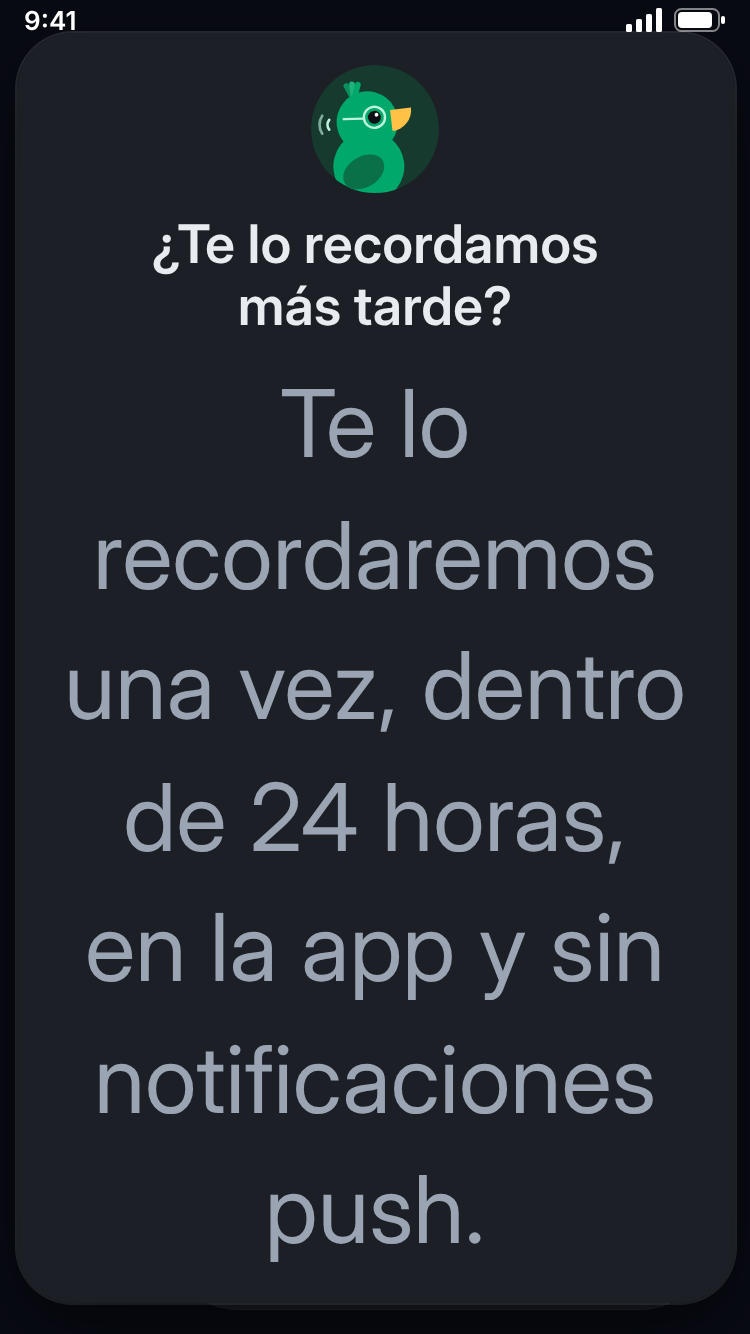 9:41
¿Te lo recordamos
más tarde?
Te lo
recordaremos
una vez, dentro
de 24 horas,
en la app y sin
notificaciones
push.